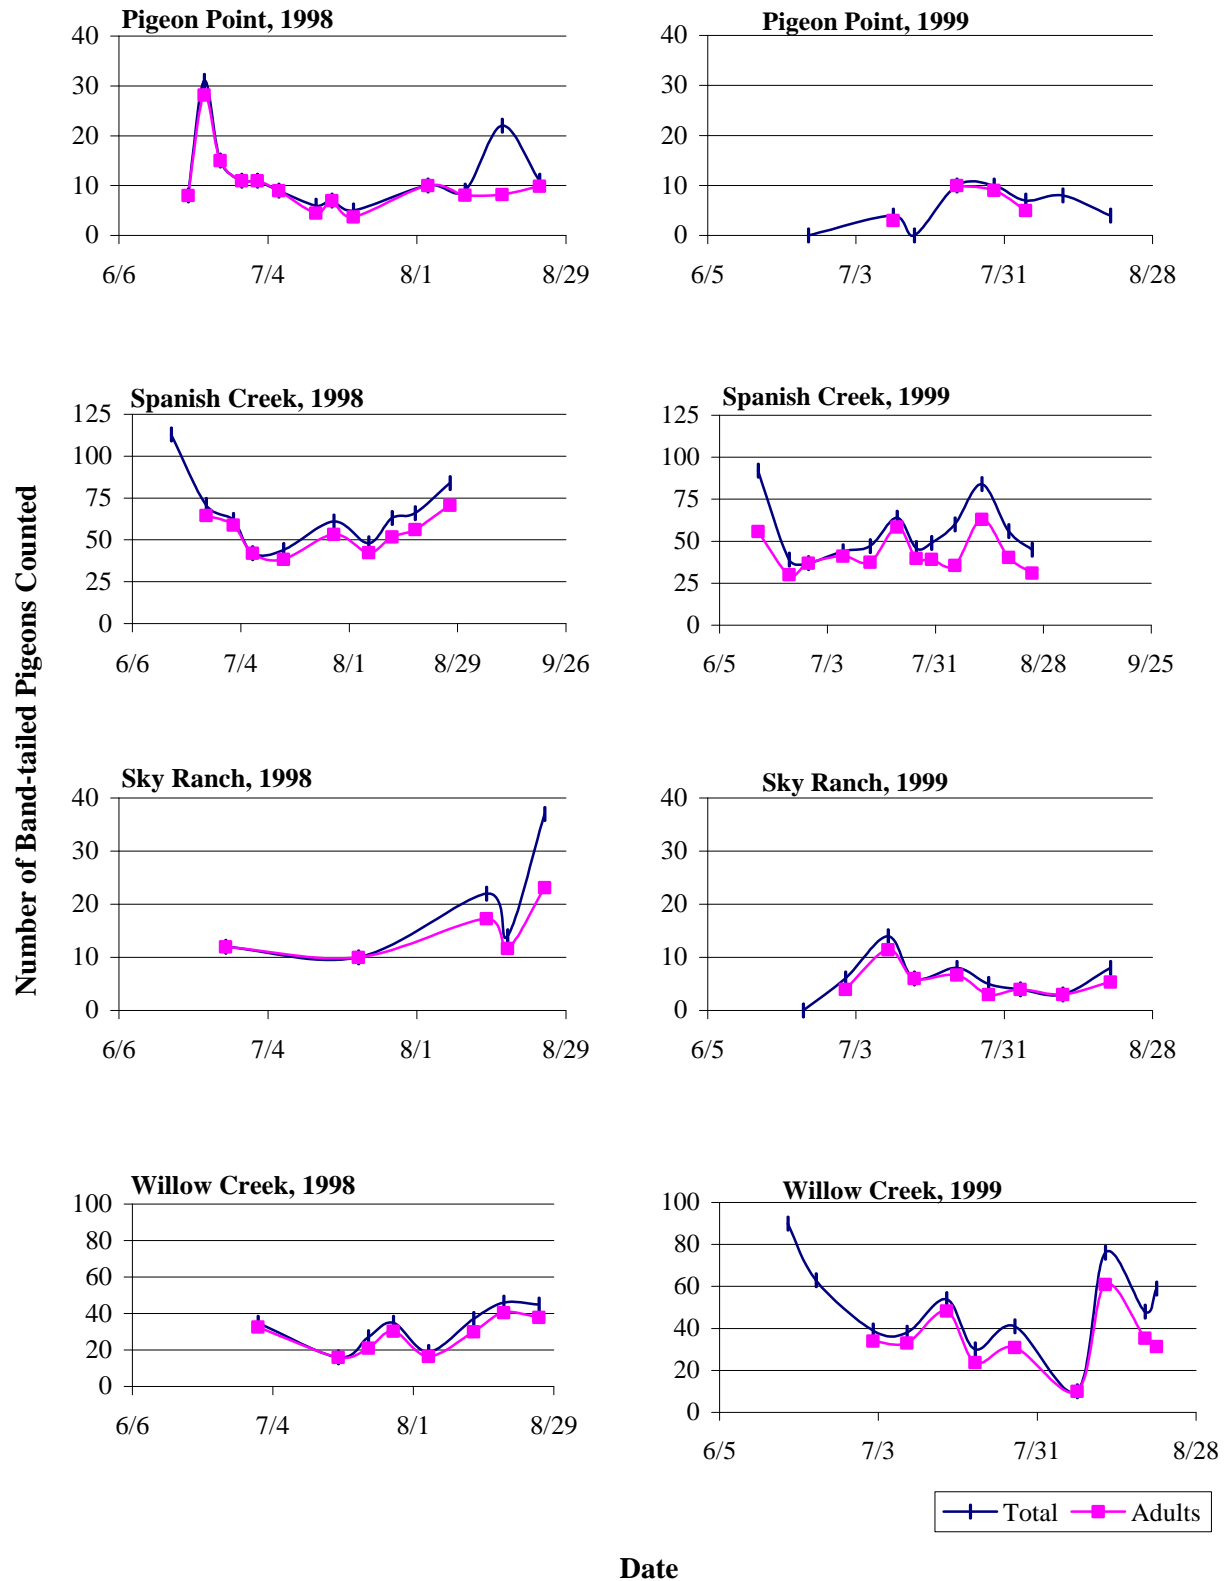 Pigeon Point, 1998
40
30
20
10
0
6/6 7/4 8/1 8/29
Pigeon Point, 1999
40
30
20
10
0
6/5 7/3 7/31 8/28
Number of Band-tailed Pigeons Counted
Spanish Creek, 1998
125
100
75
50
25
0
6/6 7/4 8/1 8/29 9/26
Spanish Creek, 1999
125
100
75
50
25
0
6/5 7/3 7/31 8/28 9/25
Sky Ranch, 1998
40
30
20
10
0
6/6 7/4 8/1 8/29
Sky Ranch, 1999
40
30
20
10
0
6/5 7/3 7/31 8/28
Willow Creek, 1998
100
80
60
40
20
0
6/6 7/4 8/1 8/29
Willow Creek, 1999
100
80
60
40
20
0
6/5 7/3 7/31 8/28
Total Adults
Date